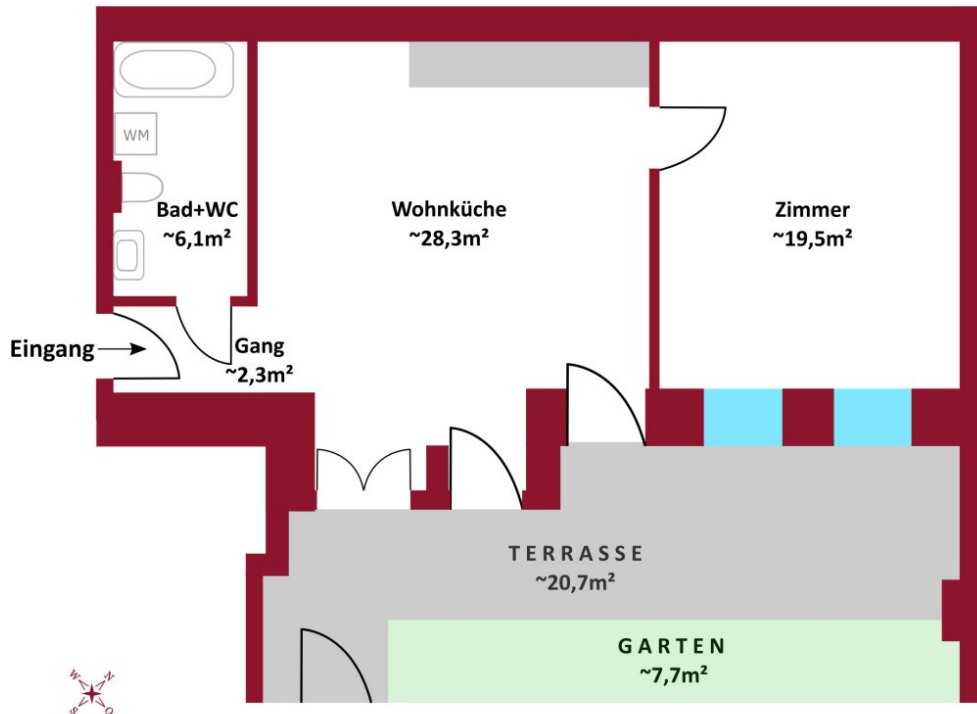 WM
Bad+WC
~6,1m²
Wohnküche
~28,3m²
Zimmer
~19,5m²
Eingang
Gang
~2,3m²
TERRASSE
~20,7m²
GARTEN
~7,7m²
W N
S O